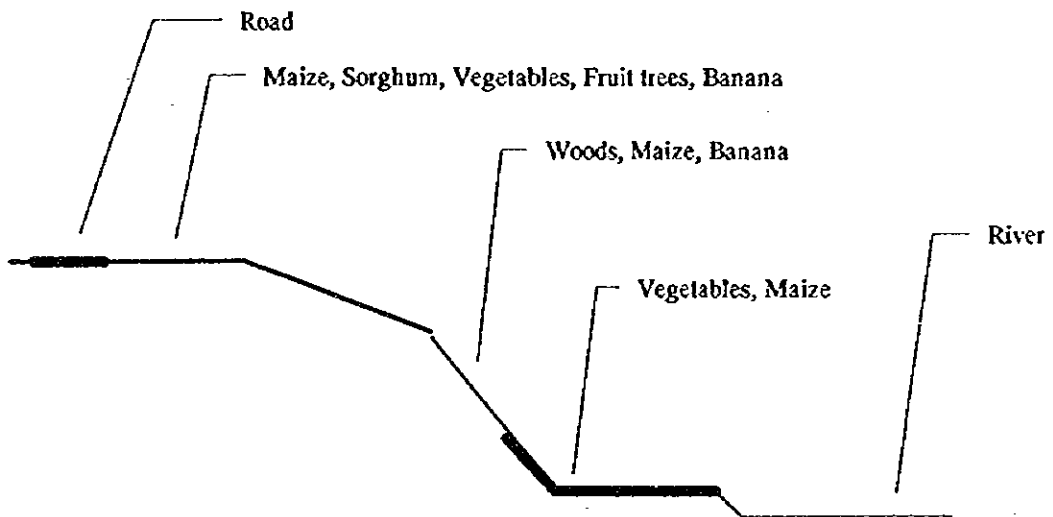 Road
Maize, Sorghum, Vegetables, Fruit trees, Banana
Woods, Maize, Banana
River
Vegetables, Maize